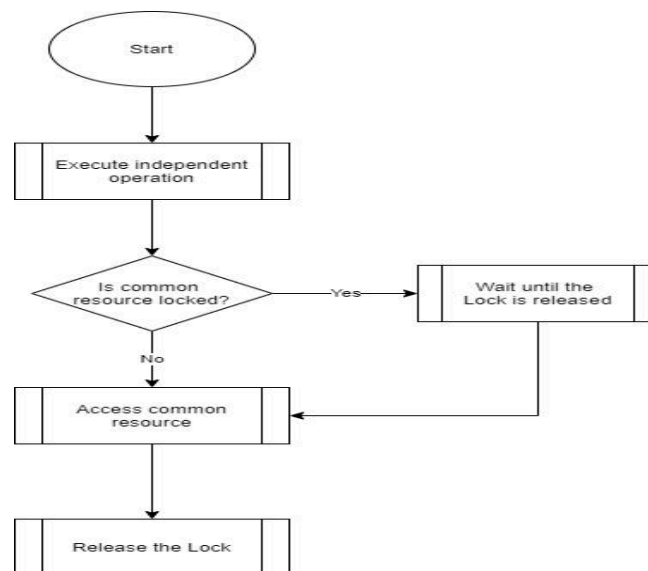 Start
Execute independent
operation
Is common
resource locked?
Yes
Wait until the
Lock is released
No
Access common
resource
Release the Lock